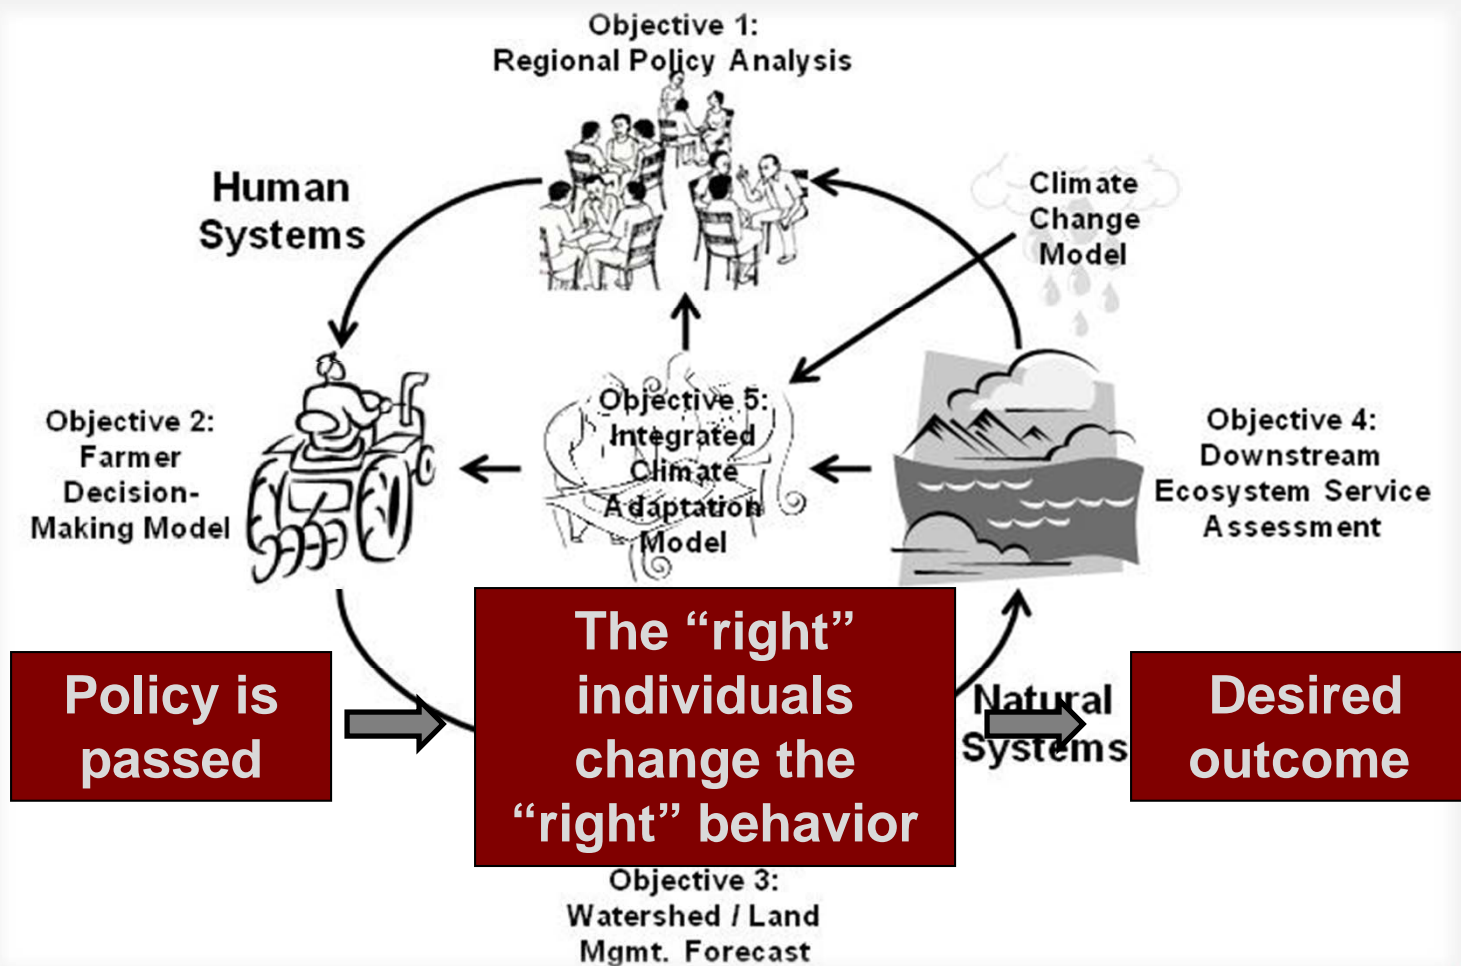 Objective 1:
Regional Policy Analysis
Human
Systems
Climate
Change
Model
Objective 2:
Farmer
Decision-
Making Model
Objective 5:
Integrated
Climate
Adaptation
Model
Objective 4:
Downstream
Ecosystem Service
Assessment
Policy is
passed
The “right”
individuals
change the
“right” behavior
Natural
Systems
Desired
outcome
Objective 3:
Watershed / Land
Mgmt. Forecast